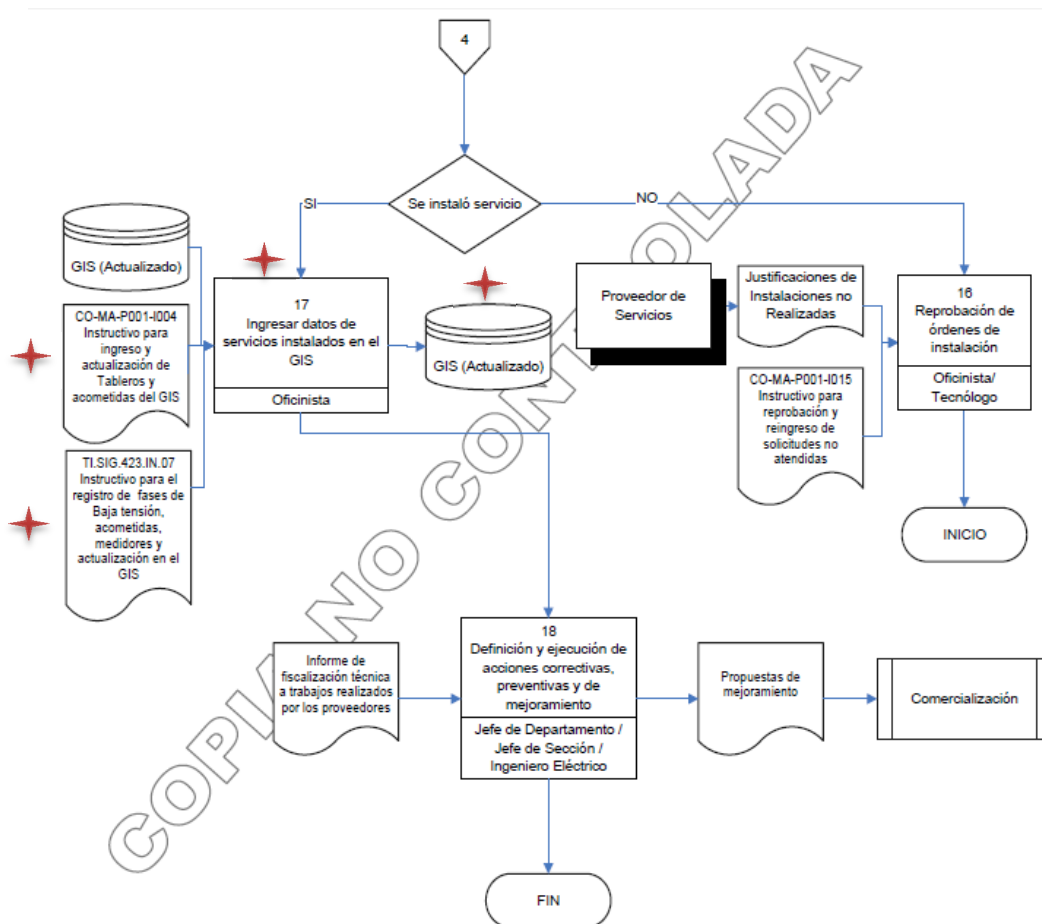 4
Se instaló servicio
SI
NO
GIS (Actualizado)
CO-MA-P001-I004
Instructivo para
ingreso y
actualización de
Tableros y
acometidas del GIS
TI.SIG.423.IN.07
Instructivo para el
registro de fases de
Baja tensión,
acometidas,
medidores y
actualización en el
GIS
17
Ingresar datos de
servicios instalados en el
GIS
Oficinista
GIS (Actualizado)
Proveedor de
Servicios
Justificaciones de
Instalaciones no
Realizadas
CO-MA-P001-I015
Instructivo para
reprobación y
reingreso de
solicitudes no
atendidas
16
Reprobación de
órdenes de
instalación
Oficinista/
Tecnólogo
INICIO
Informe de
fiscalización técnica
a trabajos realizados
por los proveedores
18
Definición y ejecución de
acciones correctivas,
preventivas y de
mejoramiento
Jefe de Departamento /
Jefe de Sección /
Ingeniero Eléctrico
Propuestas de
mejoramiento
Comercialización
FIN
COPIA NO CONTROLADA